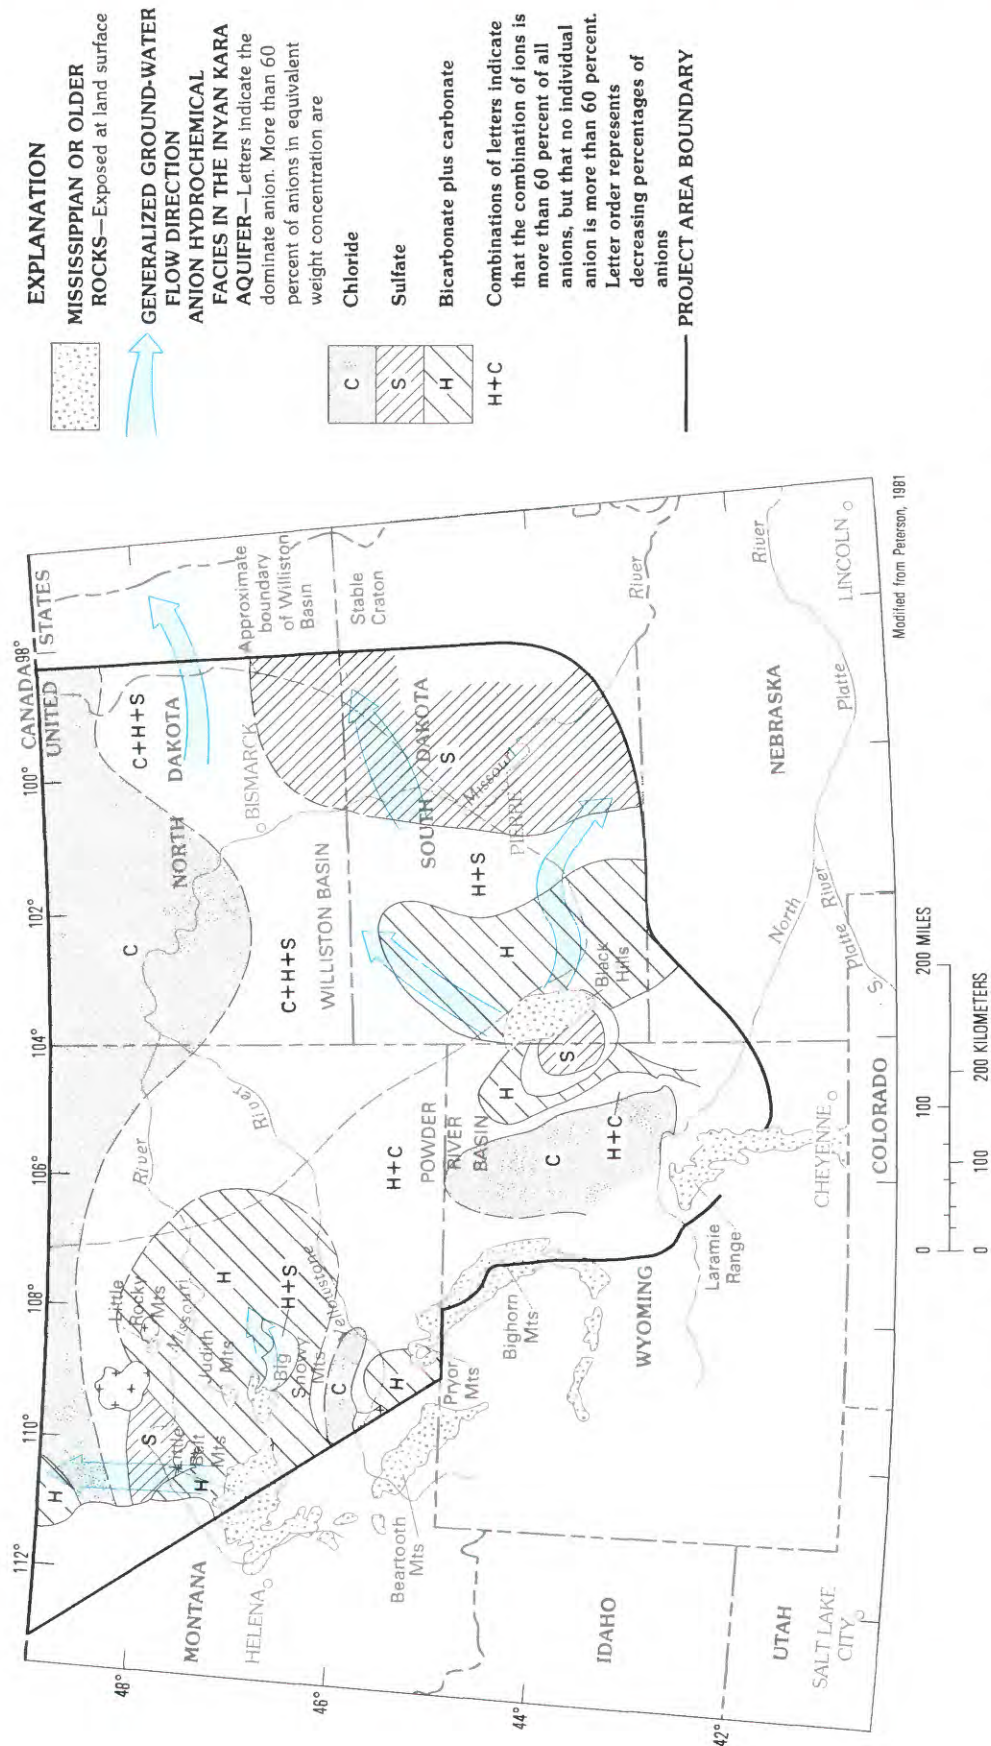 112°
110°
108°
106°
104°
102°
100°
98°
CANADA
UNITED STATES
48°
46°
44°
42°
MONTANA
HELENA
Beartooth
Mts
Pryor
Mts
Bighorn
Mts
Little
Rocky
Mts
Missouri
Judith
Mts
Little
Belt
Mts
Big
Snowy
Mts
Yellowstone
River
River
H
S
H
H
H+S
C
H
C
C+H+S
NORTH DAKOTA
BISMARCK
C+H+S
WILLISTON BASIN
Approximate
boundary
of Williston
Basin
Stable
Craton
H+C
POWDER
RIVER
BASIN
C
H+C
H
S
H
H+S
S
SOUTH DAKOTA
PIERRE
Missouri
River
Black
Hills
IDAHO
WYOMING
Laramie
Range
CHEYENNE
UTAH
SALT LAKE
CITY
COLORADO
NEBRASKA
North
Platte
River
S Platte River
Platte
River
LINCOLN
Modified from Peterson, 1981
0 100 200 MILES
0 100 200 KILOMETERS
EXPLANATION
MISSISSIPPIAN OR OLDER
ROCKS—Exposed at land surface
GENERALIZED GROUND-WATER
FLOW DIRECTION
ANION HYDROCHEMICAL
FACIES IN THE INYAN KARA
AQUIFER—Letters indicate the
dominate anion. More than 60
percent of anions in equivalent
weight concentration are
C Chloride
S Sulfate
H Bicarbonate plus carbonate
H+C Combinations of letters indicate
that the combination of ions is
more than 60 percent of all
anions, but that no individual
anion is more than 60 percent.
Letter order represents
decreasing percentages of
anions
PROJECT AREA BOUNDARY